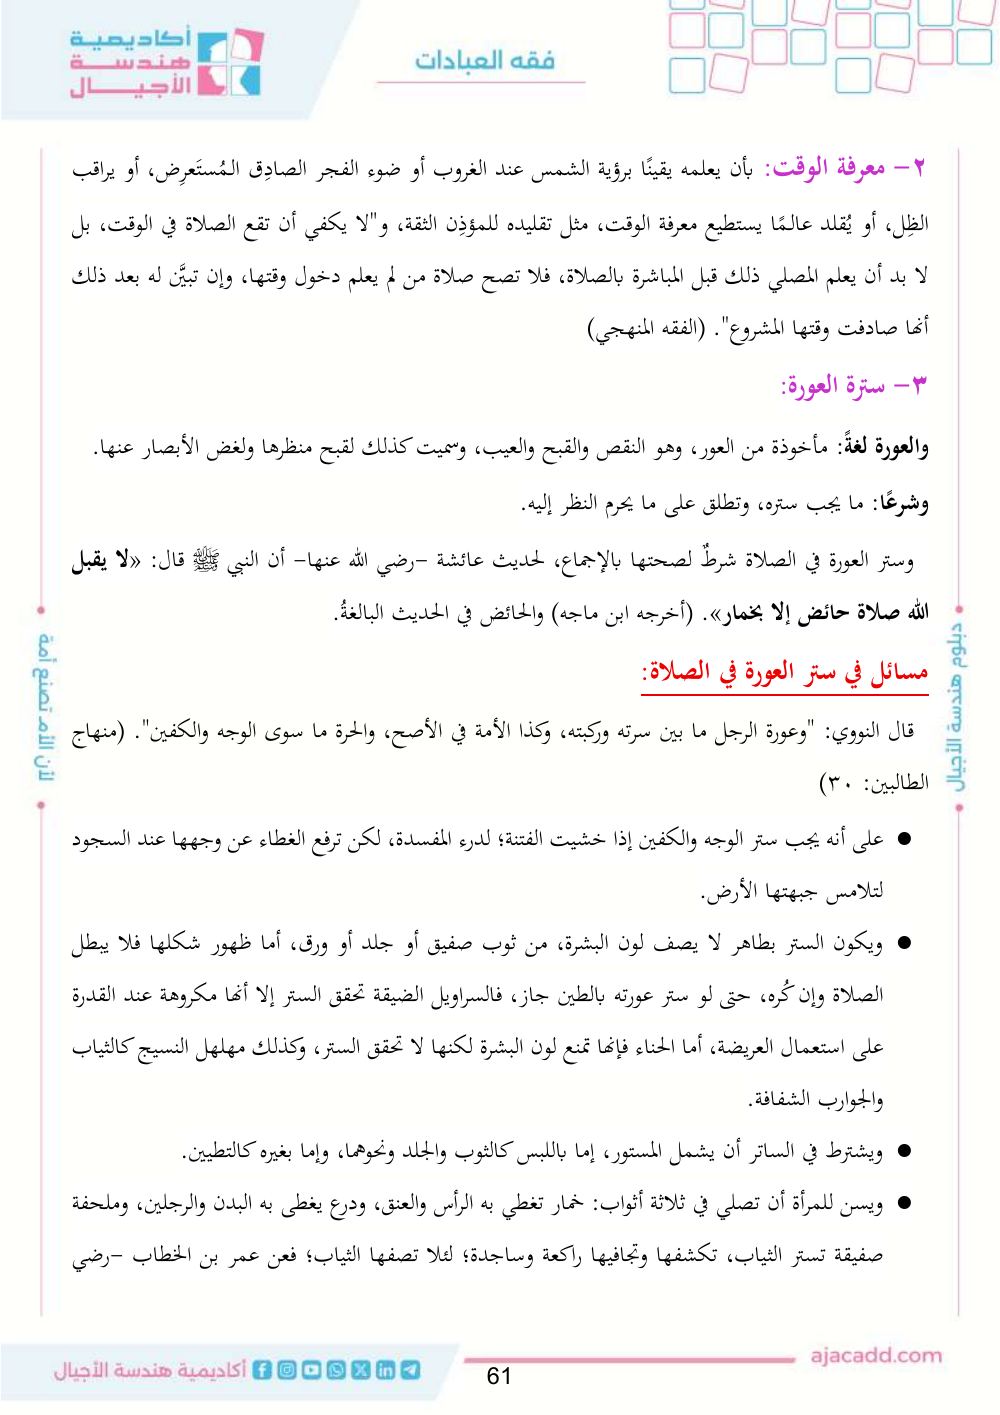 أكاديمية
هندسة
الأجيال
فقه العبادات
٢- معرفة الوقت: بأن يعلمه يقينًا برؤية الشمس عند الغروب أو ضوء الفجر الصادِق المُستَعرِض، أو يراقب
الظِل، أو يُقلد عالـمًا يستطيع معرفة الوقت، مثل تقليده للمؤذِن الثقة، و"لا يكفي أن تقع الصلاة في الوقت، بل
لا بد أن يعلم المصلي ذلك قبل المباشرة بالصلاة، فلا تصح صلاة من لم يعلم دخول وقتها، وإن تبيَّن له بعد ذلك
أنها صادفت وقتها المشروع". (الفقه المنهجي)
٣- سترة العورة:
والعورة لغةً: مأخوذة من العور، وهو النقص والقبح والعيب، وسميت كذلك لقبح منظرها ولغض الأبصار عنها.
وشرعًا: ما يجب ستره، وتطلق على ما يحرم النظر إليه.
وستر العورة في الصلاة شرطٌ لصحتها بالإجماع، لحديث عائشة -رضي الله عنها- أن النبي ﷺ قال: «لا يقبل
الله صلاة حائض إلا بخمار». (أخرجه ابن ماجه) والحائض في الحديث البالغةُ.
مسائل في ستر العورة في الصلاة:
قال النووي: "وعورة الرجل ما بين سرته وركبته، وكذا الأمة في الأصح، والحرة ما سوى الوجه والكفين". (منهاج
الطالبين: ٣٠)
● على أنه يجب ستر الوجه والكفين إذا خشيت الفتنة؛ لدرء المفسدة، لكن ترفع الغطاء عن وجهها عند السجود
لتلامس جبهتها الأرض.
● ويكون الستر بطاهر لا يصف لون البشرة، من ثوب صفيق أو جلد أو ورق، أما ظهور شكلها فلا يبطل
الصلاة وإن كُره، حتى لو ستر عورته بالطين جاز، فالسراويل الضيقة تحقق الستر إلا أنها مكروهة عند القدرة
على استعمال العريضة، أما الحناء فإنها تمنع لون البشرة لكنها لا تحقق الستر، وكذلك مهلهل النسيج كالثياب
والجوارب الشفافة.
● ويشترط في الساتر أن يشمل المستور، إما باللبس كالثوب والجلد ونحوهما، وإما بغيره كالتطيين.
● ويسن للمرأة أن تصلي في ثلاثة أثواب: خمار تغطي به الرأس والعنق، ودرع يغطى به البدن والرجلين، وملحفة
صفيقة تستر الثياب، تكشفها وتجافيها راكعة وساجدة؛ لئلا تصفها الثياب؛ فعن عمر بن الخطاب -رضي
دبلوم هندسة الأجيال
لأن الأمـ تصنع أمة
ajacadd.com
61
أكاديمية هندسة الأجيال